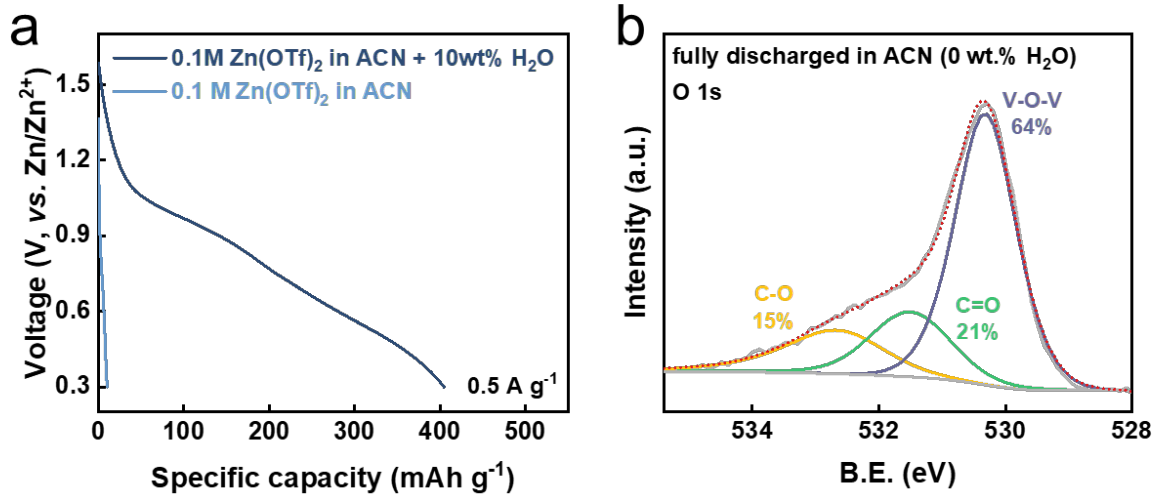 a
0.1M Zn(OTf)₂ in ACN + 10wt% H₂O
0.1 M Zn(OTf)₂ in ACN
1.5
1.2
0.9
0.6
0.3
Voltage (V, vs. Zn/Zn²⁺)
0.5 A g⁻¹
0 100 200 300 400 500
Specific capacity (mAh g⁻¹)
b
fully discharged in ACN (0 wt.% H₂O)
O 1s
V-O-V
64%
C-O
15%
C=O
21%
Intensity (a.u.)
534 532 530 528
B.E. (eV)